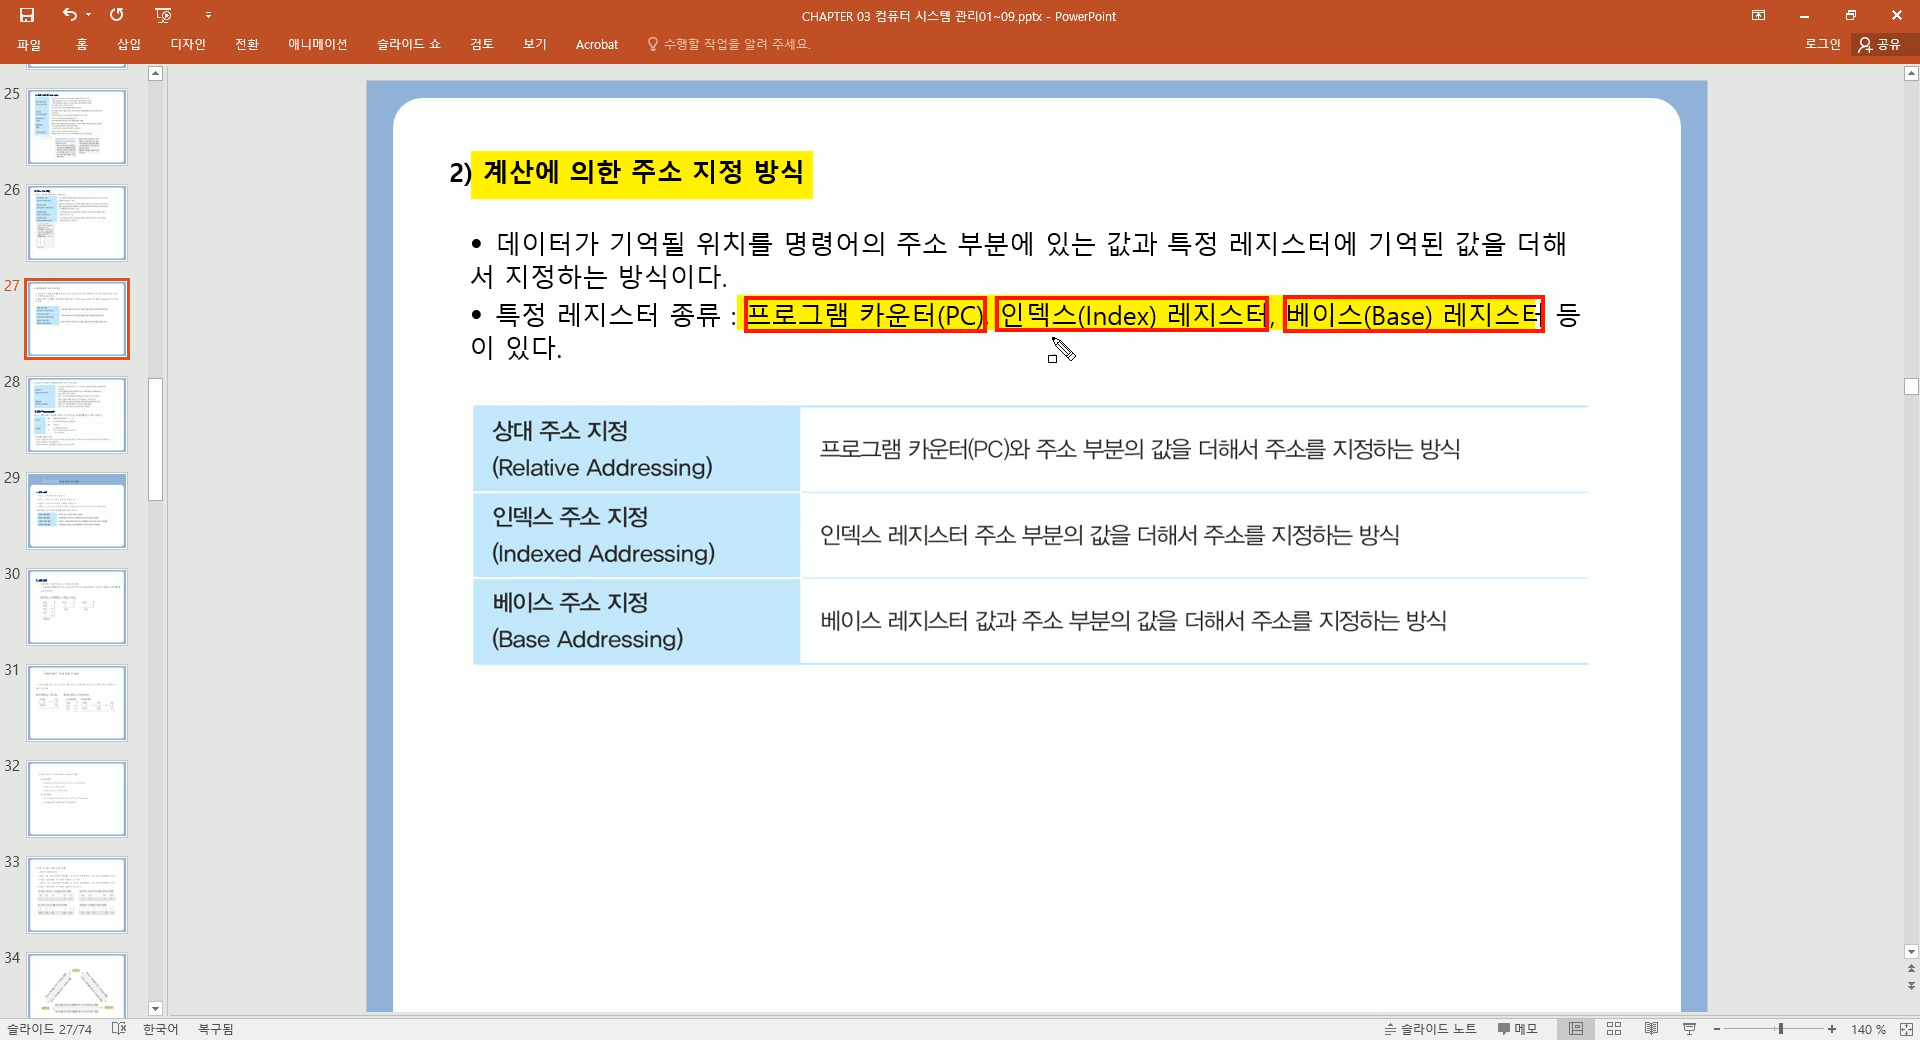 CHAPTER 03 컴퓨터 시스템 관리01~09.pptx - PowerPoint
파일 홈 삽입 디자인 전환 애니메이션 슬라이드 쇼 검토 보기 Acrobat 수행할 작업을 알려 주세요. 로그인 공유
25
26
27
28
29
30
31
32
33
34
2) 계산에 의한 주소 지정 방식
• 데이터가 기억될 위치를 명령어의 주소 부분에 있는 값과 특정 레지스터에 기억된 값을 더해
서 지정하는 방식이다.
• 특정 레지스터 종류 : 프로그램 카운터(PC), 인덱스(Index) 레지스터, 베이스(Base) 레지스터 등
이 있다.
상대 주소 지정
(Relative Addressing)
프로그램 카운터(PC)와 주소 부분의 값을 더해서 주소를 지정하는 방식
인덱스 주소 지정
(Indexed Addressing)
인덱스 레지스터 주소 부분의 값을 더해서 주소를 지정하는 방식
베이스 주소 지정
(Base Addressing)
베이스 레지스터 값과 주소 부분의 값을 더해서 주소를 지정하는 방식
슬라이드 27/74 한국어 복구됨 슬라이드 노트 메모 140 %